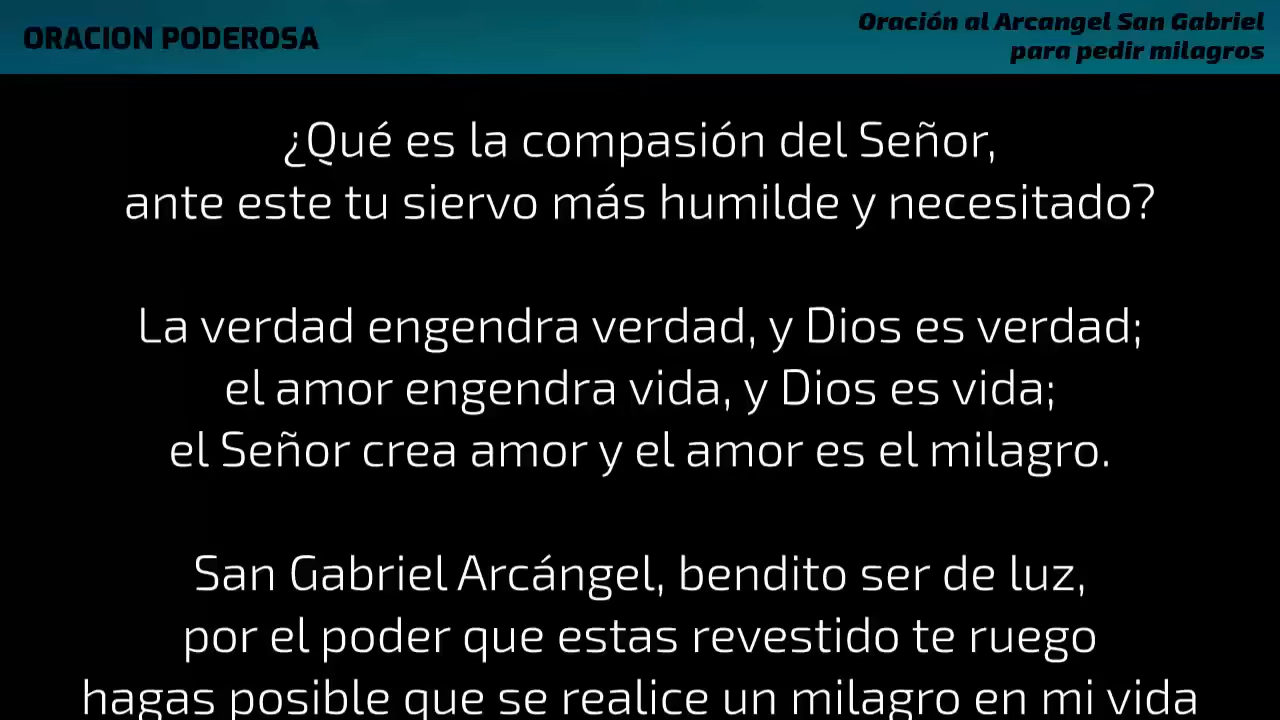 ORACION PODEROSA
Oración al Arcangel San Gabriel
para pedir milagros
¿Qué es la compasión del Señor,
ante este tu siervo más humilde y necesitado?
La verdad engendra verdad, y Dios es verdad;
el amor engendra vida, y Dios es vida;
el Señor crea amor y el amor es el milagro.
San Gabriel Arcángel, bendito ser de luz,
por el poder que estas revestido te ruego
hagas posible que se realice un milagro en mi vida